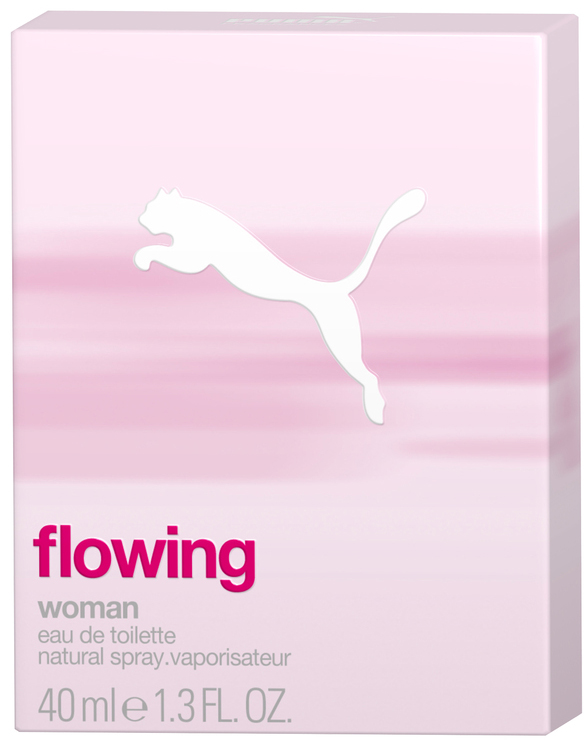 flowing
woman
eau de toilette
natural spray.vaporisateur
40 ml ℮ 1.3 FL. OZ.